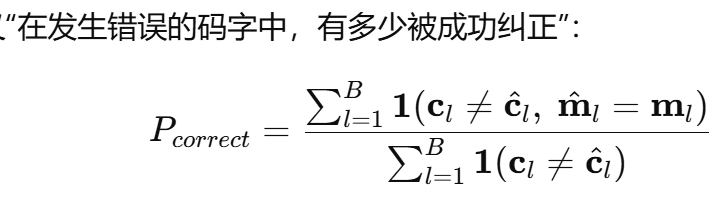 “在发生错误的码字中，有多少被成功纠正”：
P_{correct} = \frac{\sum_{l=1}^{B} \mathbf{1}(\mathbf{c}_l \neq \hat{\mathbf{c}}_l, \hat{\mathbf{m}}_l = \mathbf{m}_l)}{\sum_{l=1}^{B} \mathbf{1}(\mathbf{c}_l \neq \hat{\mathbf{c}}_l)}